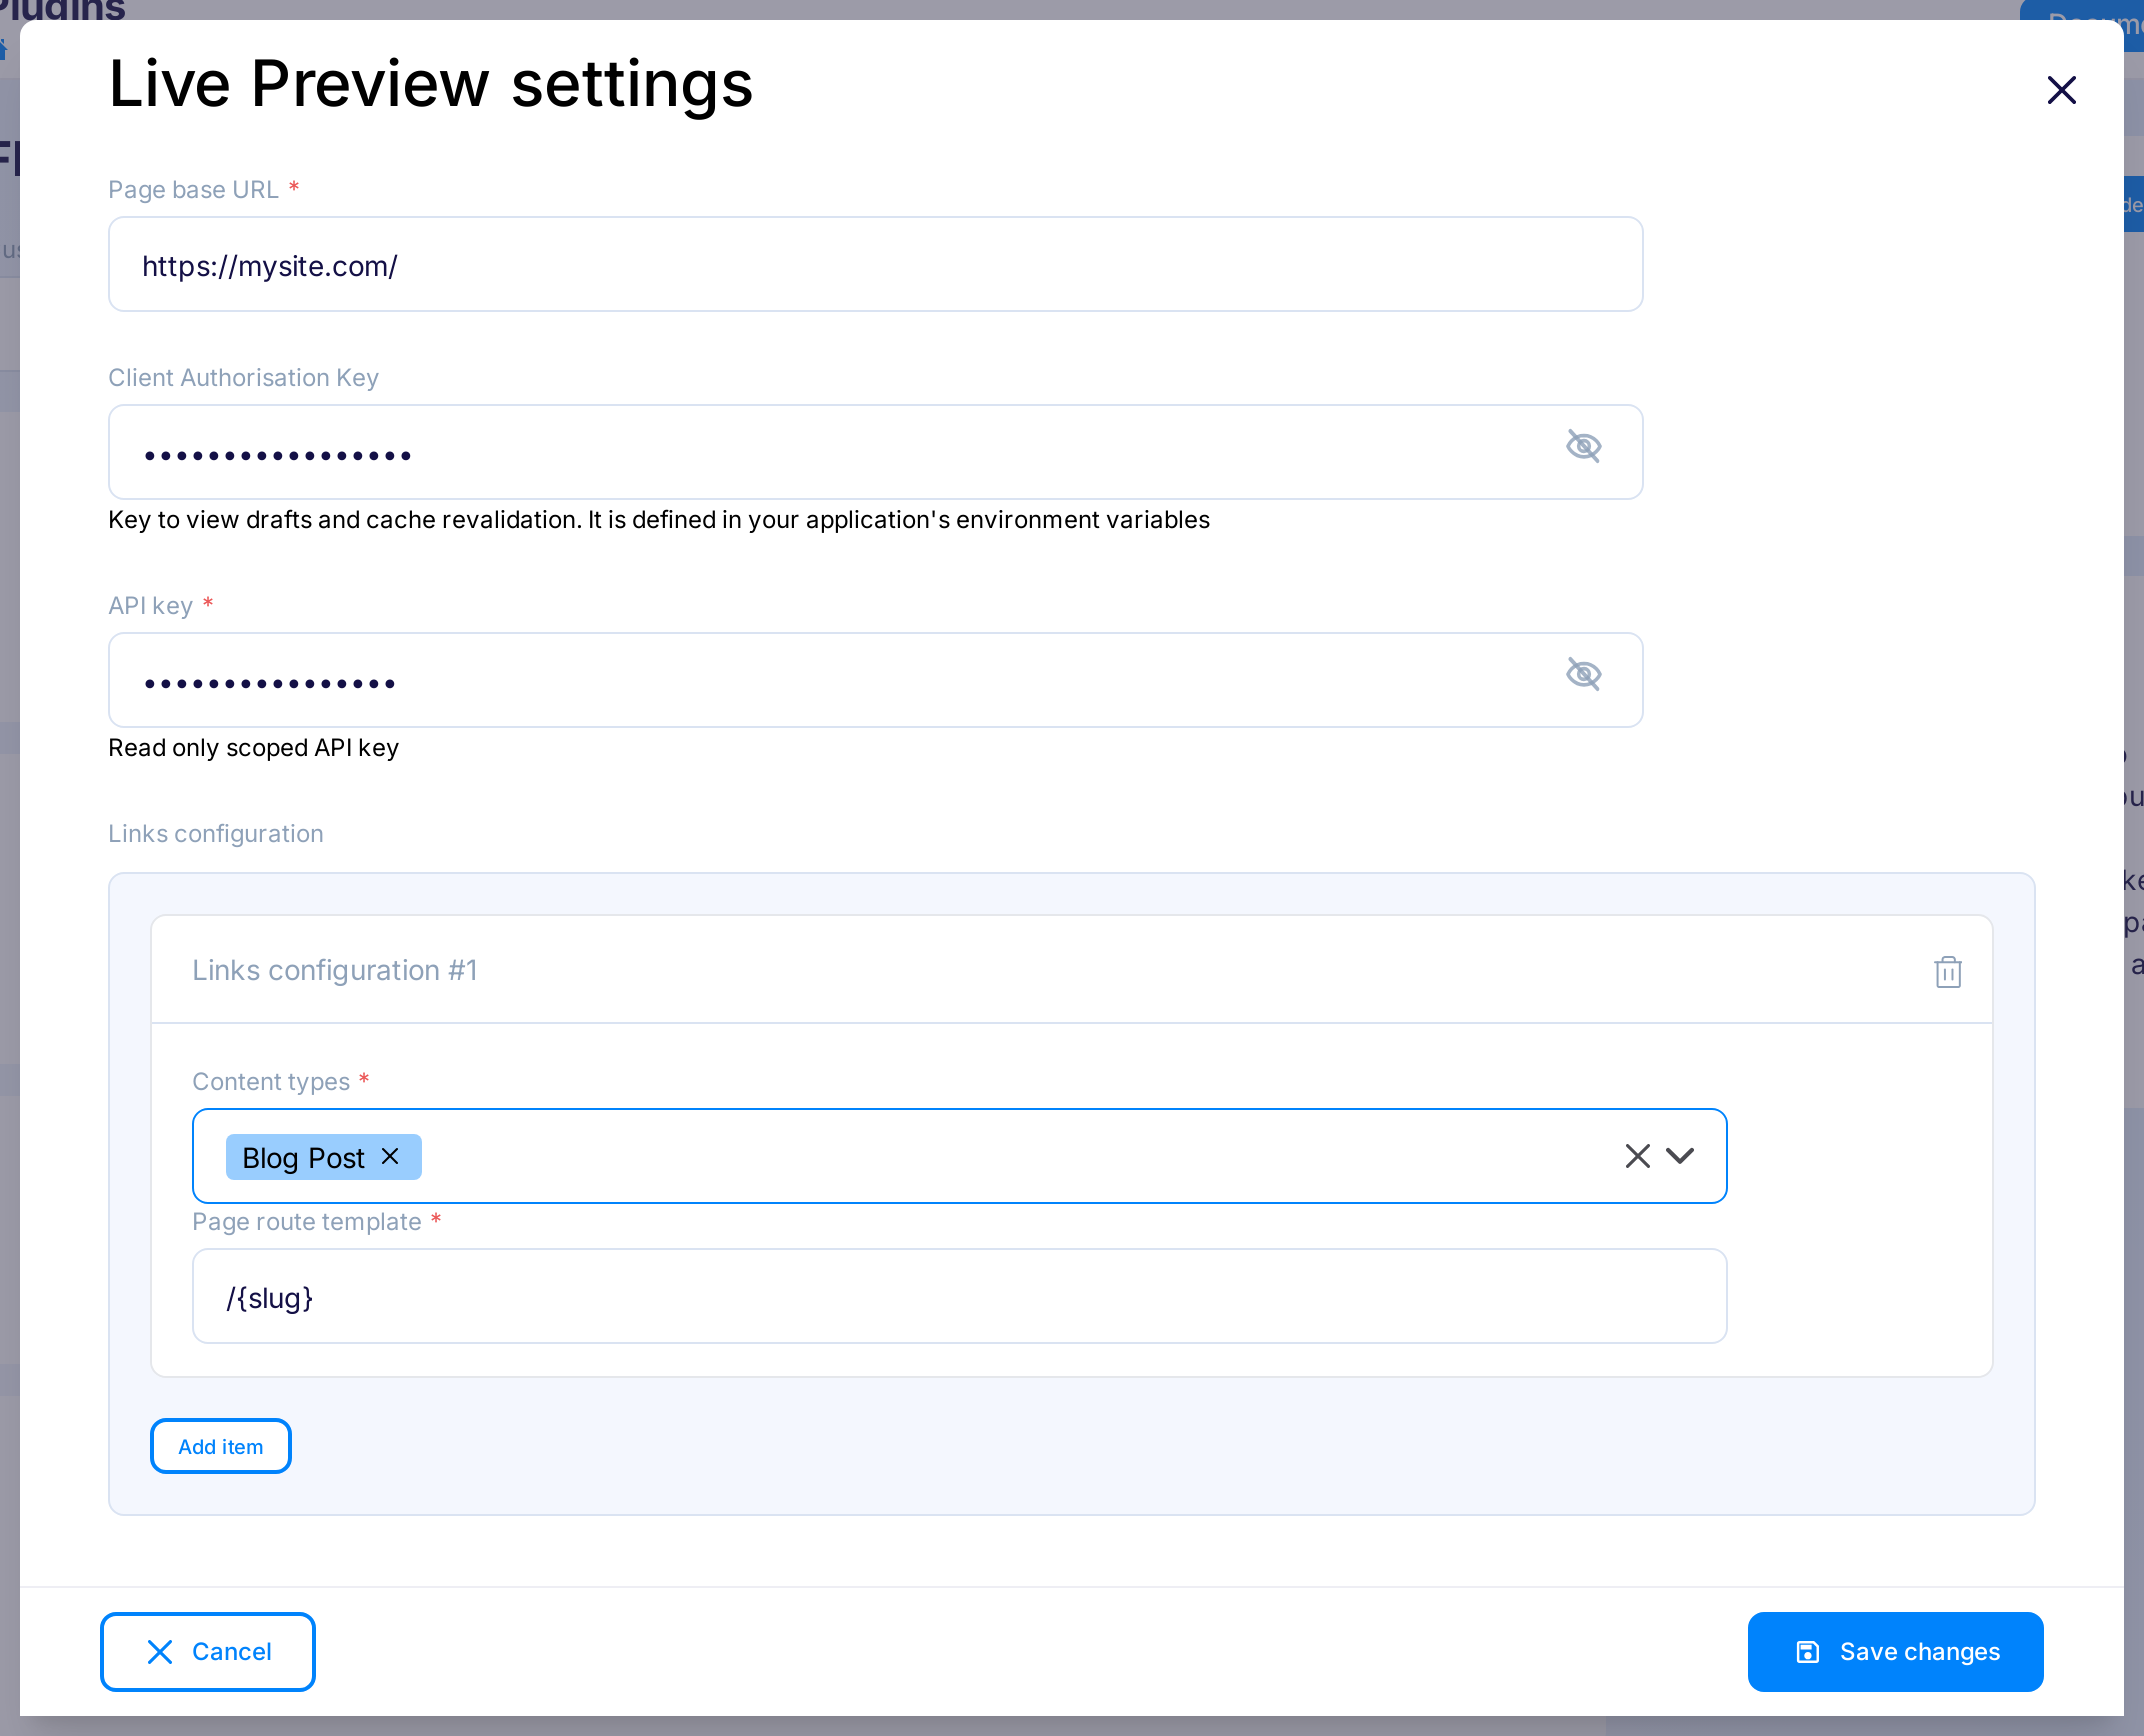 Plugins
Live Preview settings
Page base URL *
https://mysite.com/
Client Authorisation Key
•••••••••••••••••
Key to view drafts and cache revalidation. It is defined in your application's environment variables
API key *
••••••••••••••••
Read only scoped API key
Links configuration
Links configuration #1
Content types *
Blog Post
Page route template *
/{slug}
Add item
Cancel
Save changes